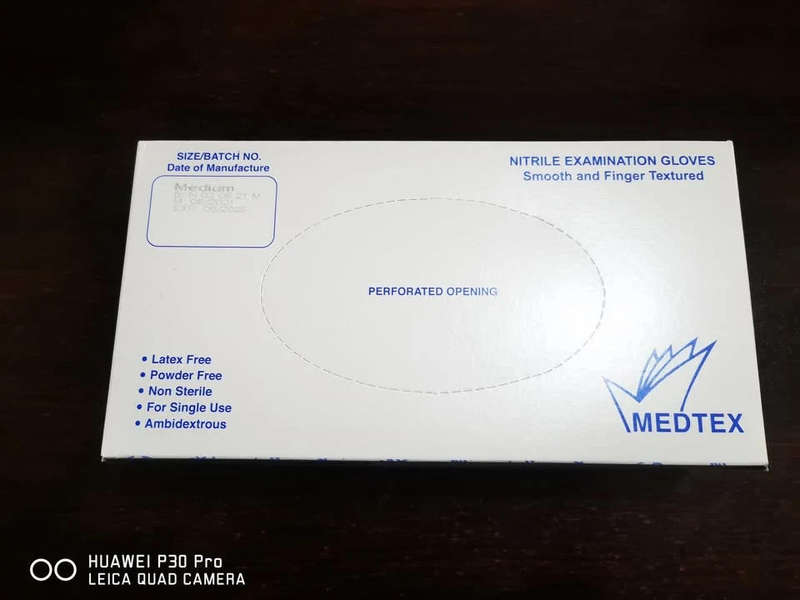 SIZE/BATCH NO.
Date of Manufacture
Medium
NITRILE EXAMINATION GLOVES
Smooth and Finger Textured
PERFORATED OPENING
• Latex Free
• Powder Free
• Non Sterile
• For Single Use
• Ambidextrous
MEDTEX
HUAWEI P30 Pro
LEICA QUAD CAMERA